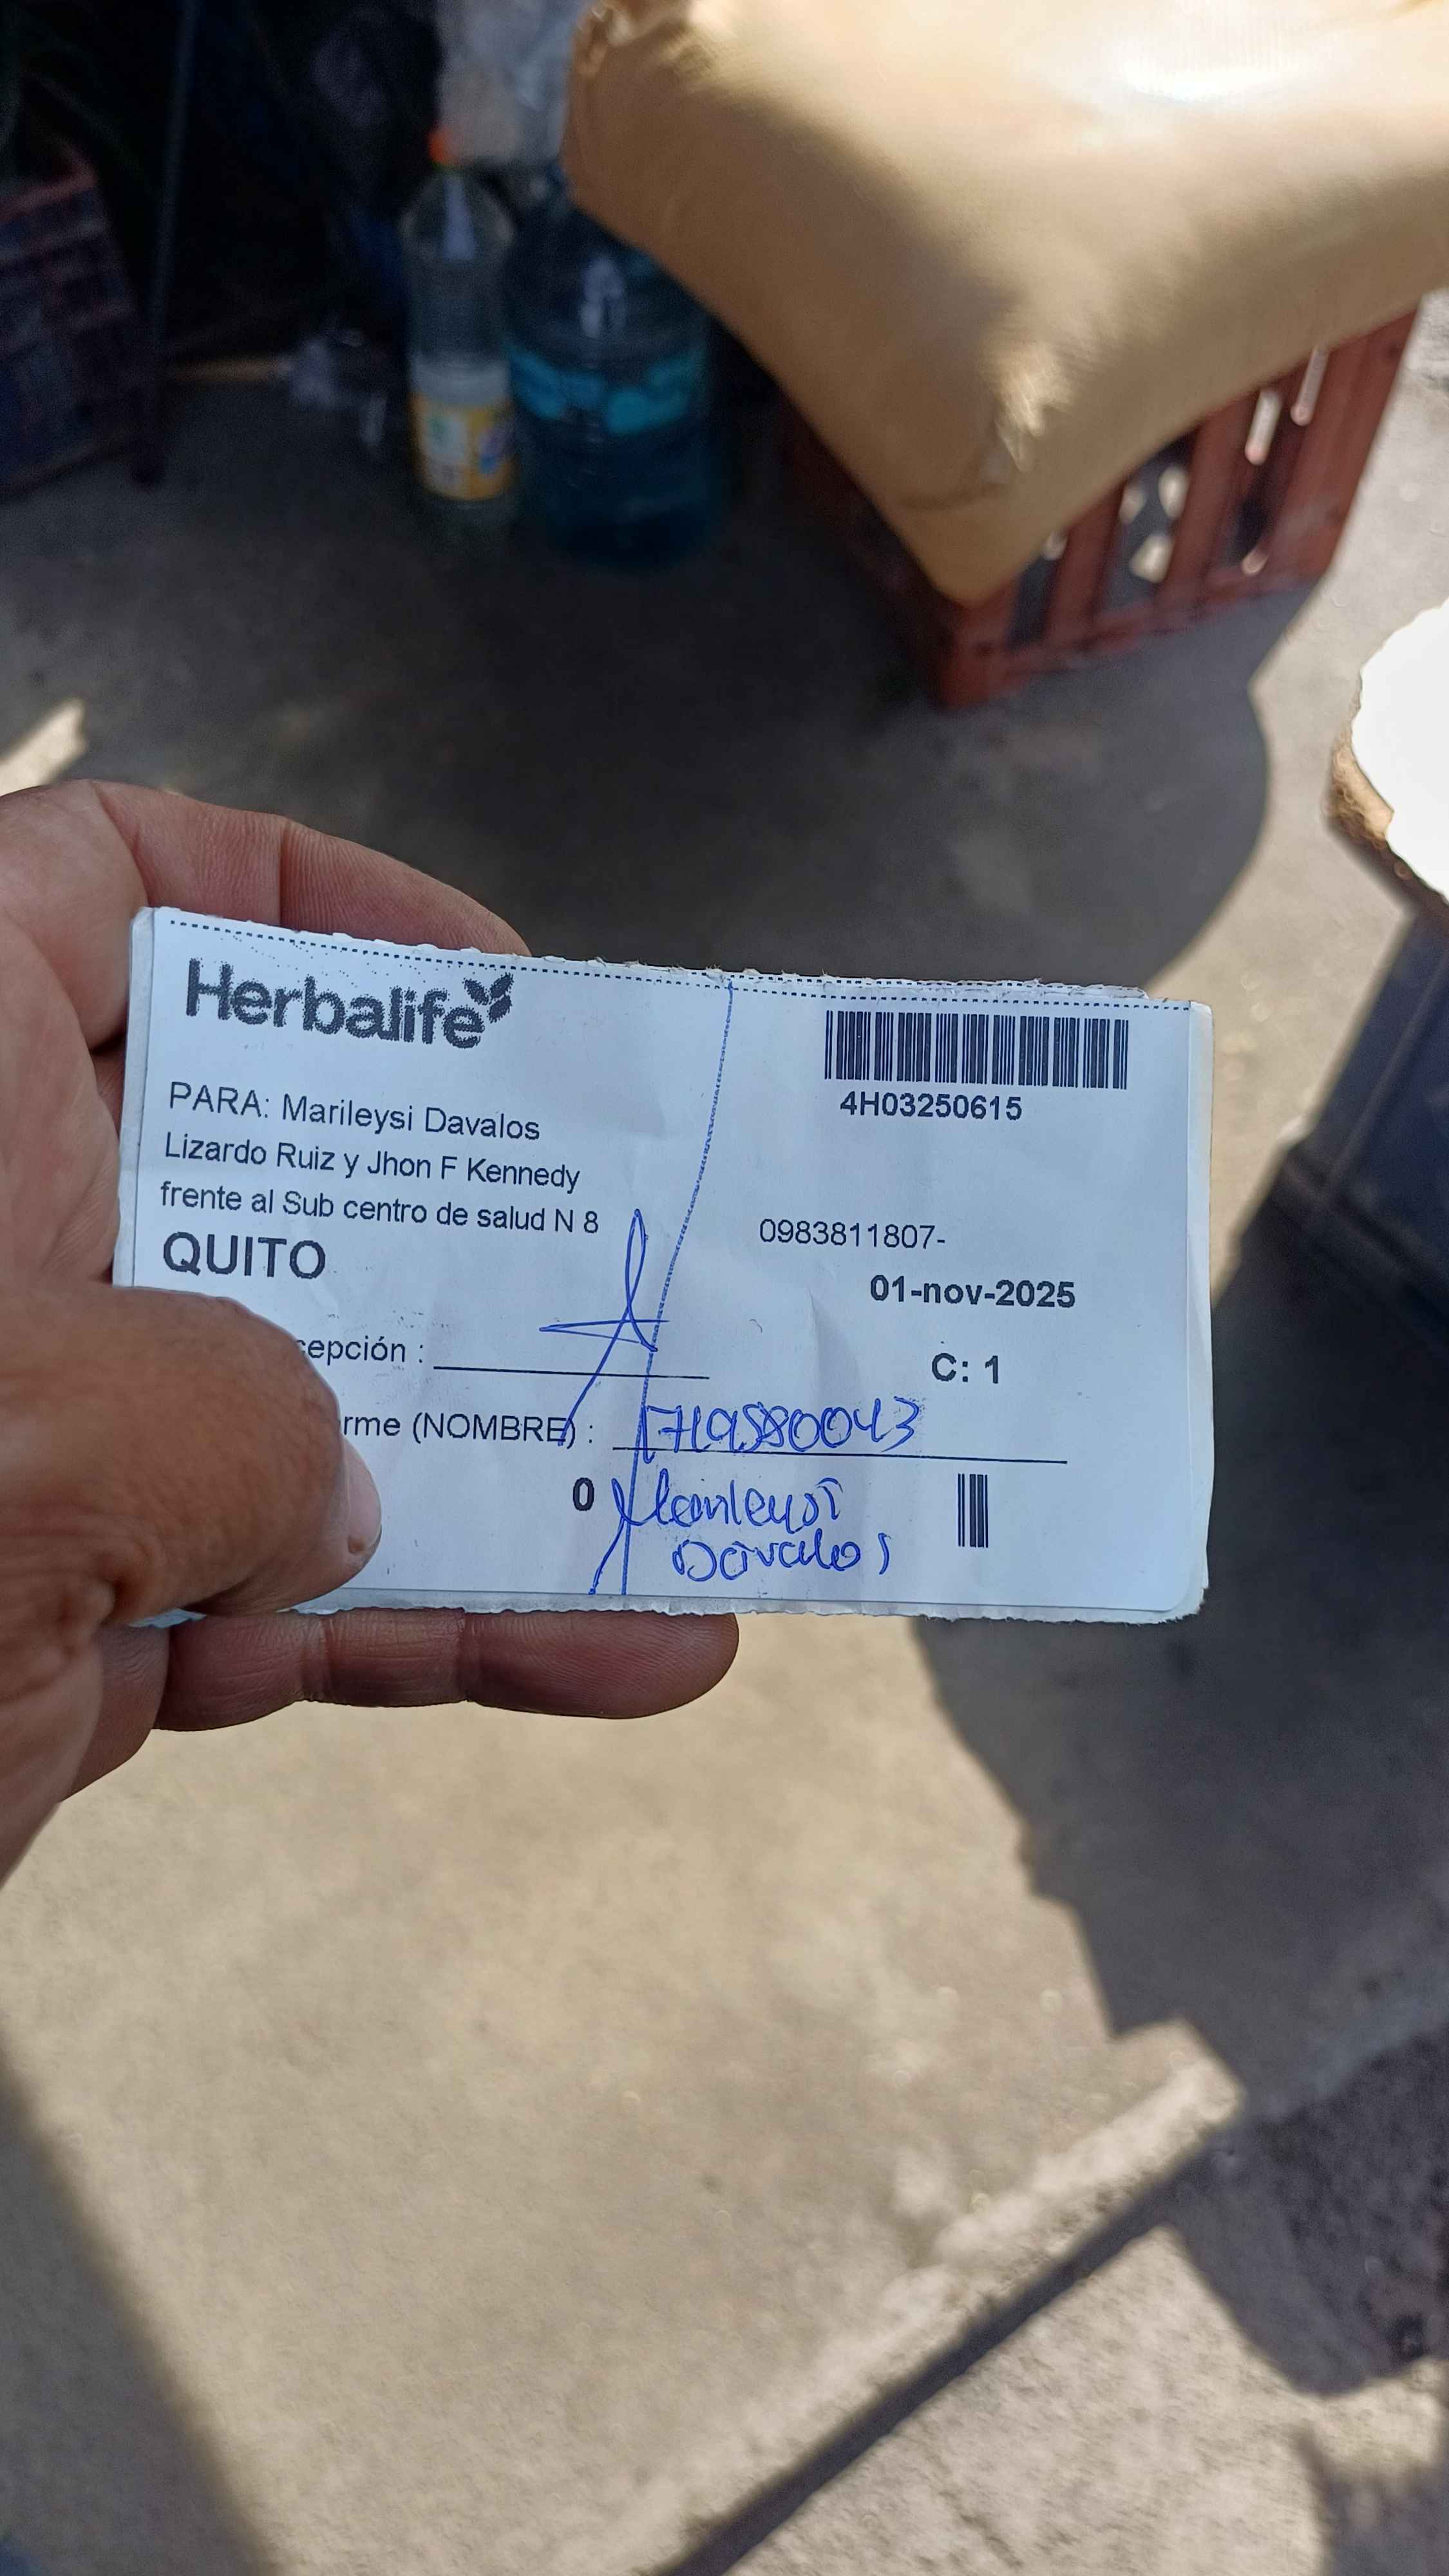 Herbalife
4H03250615
PARA: Marileysi Davalos
Lizardo Ruiz y Jhon F Kennedy
frente al Sub centro de salud N 8
QUITO
0983811807-
01-nov-2025
cepción :
C: 1
rme (NOMBRE) : 1719580043
0 Marileysi
Davalos